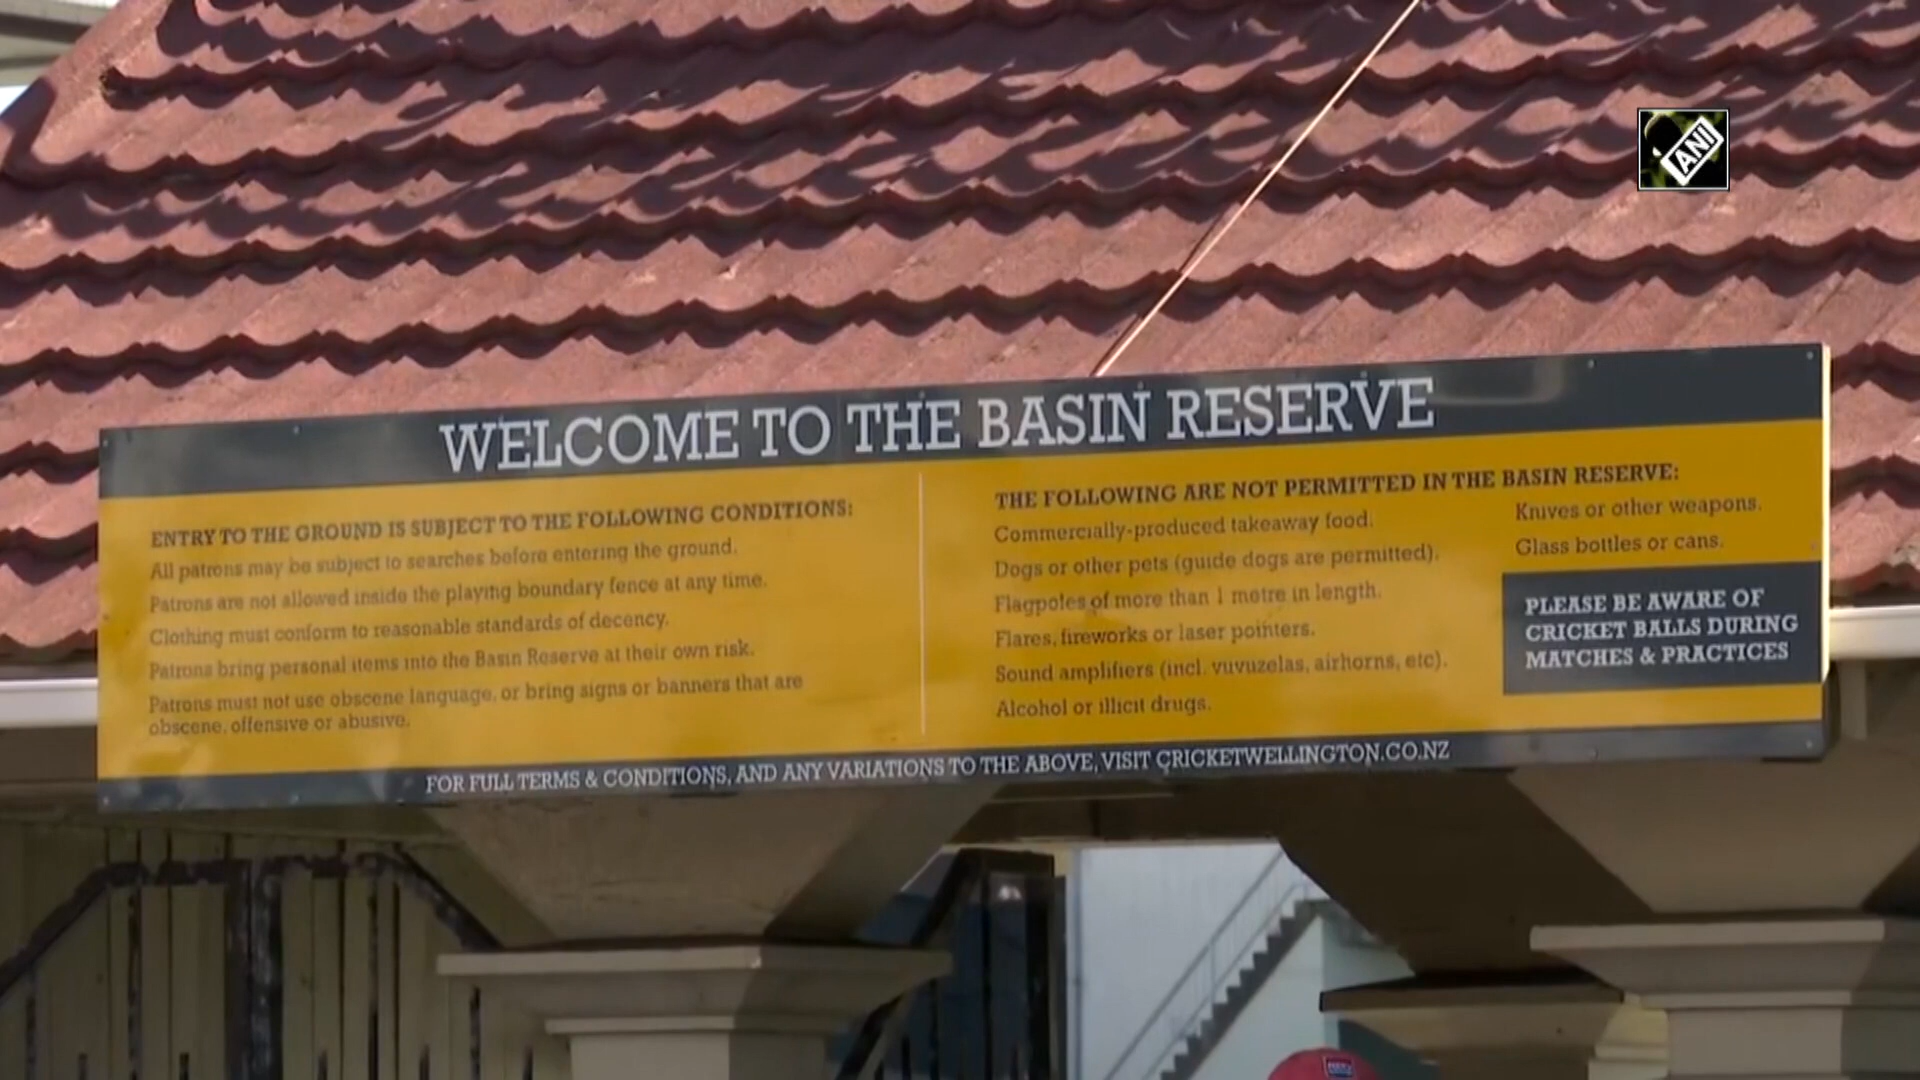 ANI
WELCOME TO THE BASIN RESERVE
ENTRY TO THE GROUND IS SUBJECT TO THE FOLLOWING CONDITIONS:
All patrons may be subject to searches before entering the ground.
Patrons are not allowed inside the playing boundary fence at any time.
Clothing must conform to reasonable standards of decency.
Patrons bring personal items into the Basin Reserve at their own risk.
Patrons must not use obscene language, or bring signs or banners that are
obscene, offensive or abusive.
THE FOLLOWING ARE NOT PERMITTED IN THE BASIN RESERVE:
Commercially-produced takeaway food.
Dogs or other pets (guide dogs are permitted).
Flagpoles of more than 1 metre in length.
Flares, fireworks or laser pointers.
Sound amplifiers (incl. vuvuzelas, airhorns, etc).
Alcohol or illicit drugs.
Knives or other weapons.
Glass bottles or cans.
PLEASE BE AWARE OF
CRICKET BALLS DURING
MATCHES & PRACTICES
FOR FULL TERMS & CONDITIONS, AND ANY VARIATIONS TO THE ABOVE, VISIT CRICKETWELLINGTON.CO.NZ